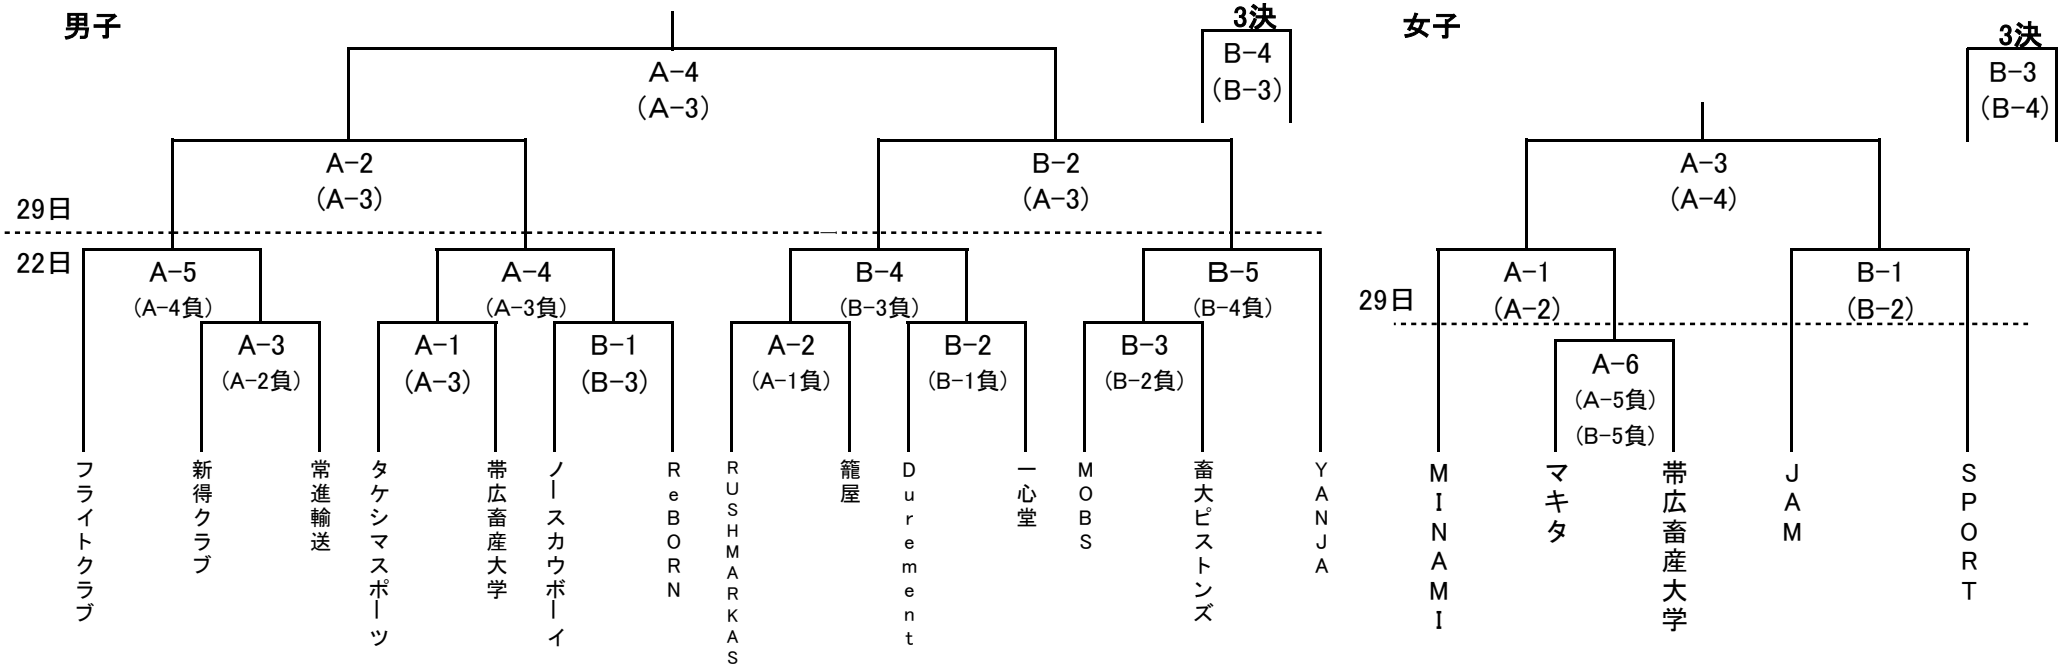 男子
3決
女子
3決
B-4
(B-3)
A-4
(A-3)
B-3
(B-4)
A-2
(A-3)
B-2
(A-3)
A-3
(A-4)
29日
22日
A-5
(A-4負)
A-4
(A-3負)
B-4
(B-3負)
B-5
(B-4負)
A-1
(A-2)
B-1
(B-2)
29日
A-3
(A-2負)
A-1
(A-3)
B-1
(B-3)
A-2
(A-1負)
B-2
(B-1負)
B-3
(B-2負)
A-6
(A-5負)
(B-5負)
フライトクラブ
新得クラブ
常進輸送
タケシマスポーツ
帯広畜産大学
ノースカウボーイ
ReBORN
RUSHMARKAS
籠屋
Durement
一心堂
MOBS
畜大ピストンズ
YANJA
MINAMI
マキタ
帯広畜産大学
JAM
SPORT